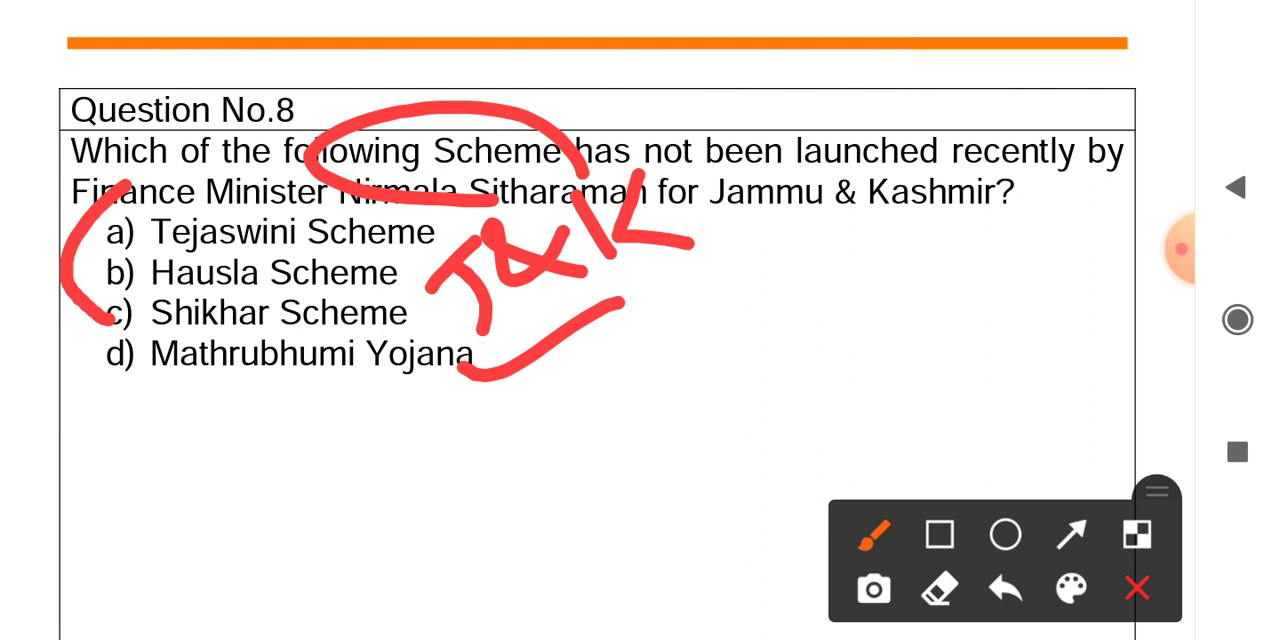 Question No.8
Which of the following Scheme has not been launched recently by
Finance Minister Nirmala Sitharaman for Jammu & Kashmir?
a) Tejaswini Scheme
b) Hausla Scheme
c) Shikhar Scheme
d) Mathrubhumi Yojana
J&K